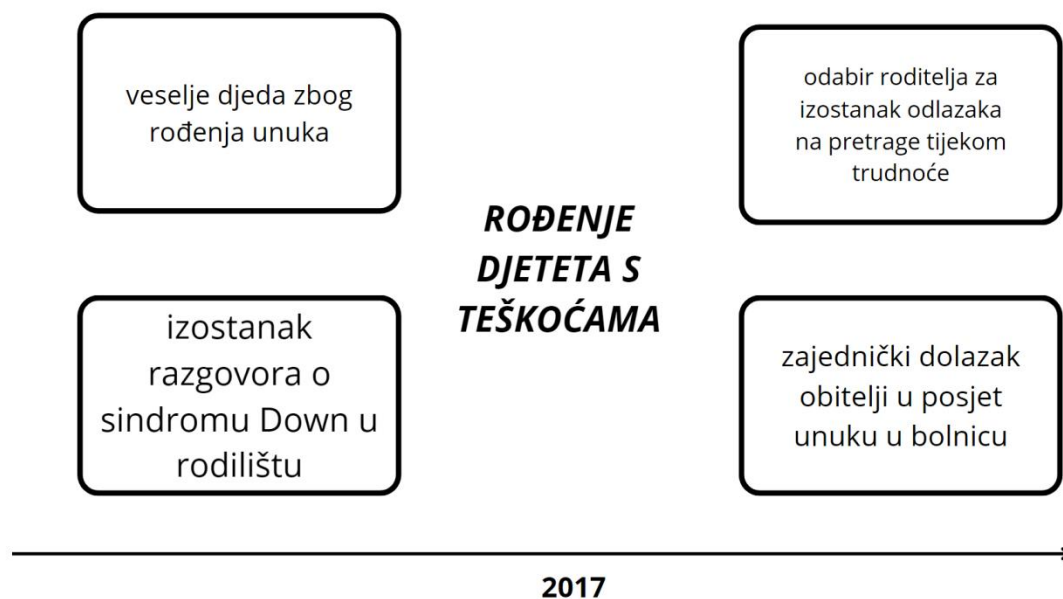 veselje djeda zbog
rođenja unuka
odabir roditelja za
izostanak odlazaka
na pretrage tijekom
trudnoće
ROĐENJE
DJETETA S
TEŠKOĆAMA
izostanak
razgovora o
sindromu Down u
rodilištu
zajednički dolazak
obitelji u posjet
unuku u bolnicu
2017